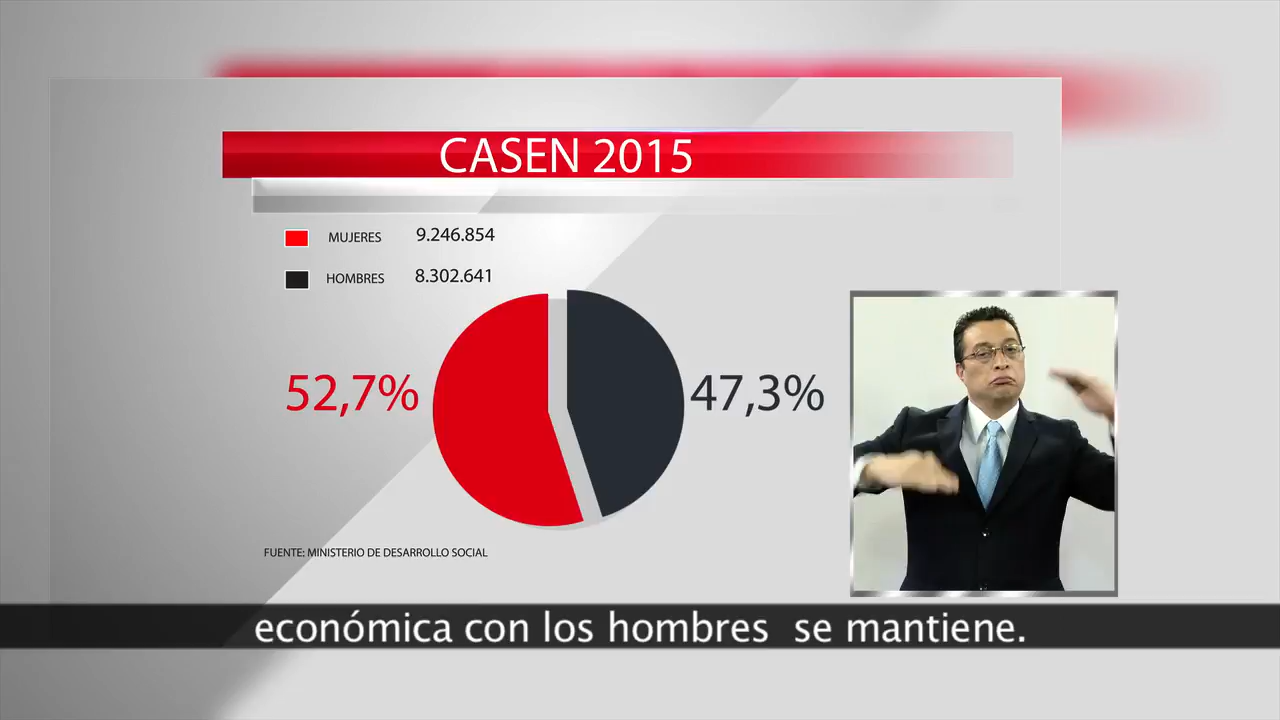 CASEN 2015
MUJERES 9.246.854
HOMBRES 8.302.641
52,7% 47,3%
FUENTE: MINISTERIO DE DESARROLLO SOCIAL
económica con los hombres se mantiene.